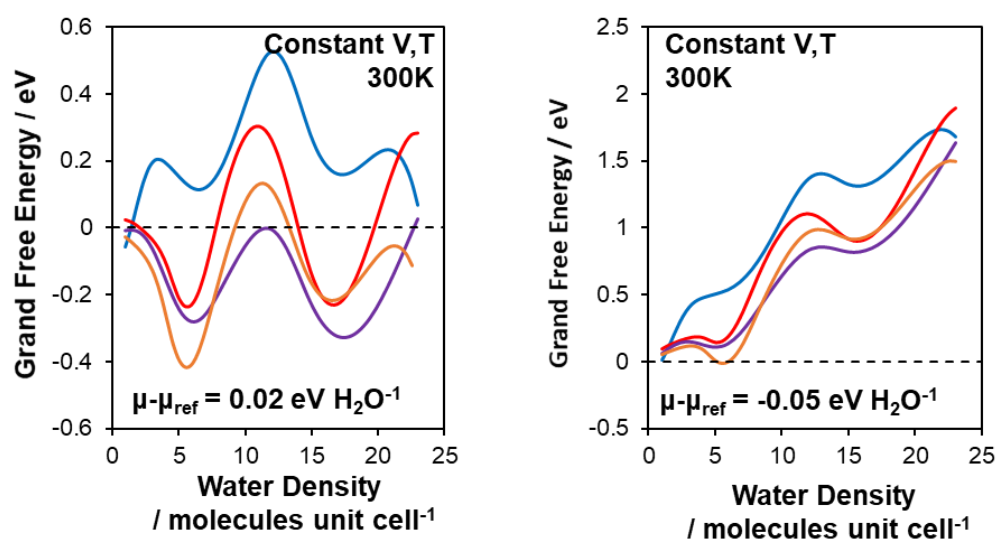 Grand Free Energy / eV
0.6
0.4
0.2
0
-0.2
-0.4
-0.6
Constant V,T
300K
μ-μref = 0.02 eV H₂O⁻¹
0 5 10 15 20 25
Water Density
/ molecules unit cell⁻¹
Grand Free Energy / eV
2.5
2
1.5
1
0.5
0
-0.5
Constant V,T
300K
μ-μref = -0.05 eV H₂O⁻¹
0 5 10 15 20 25
Water Density
/ molecules unit cell⁻¹